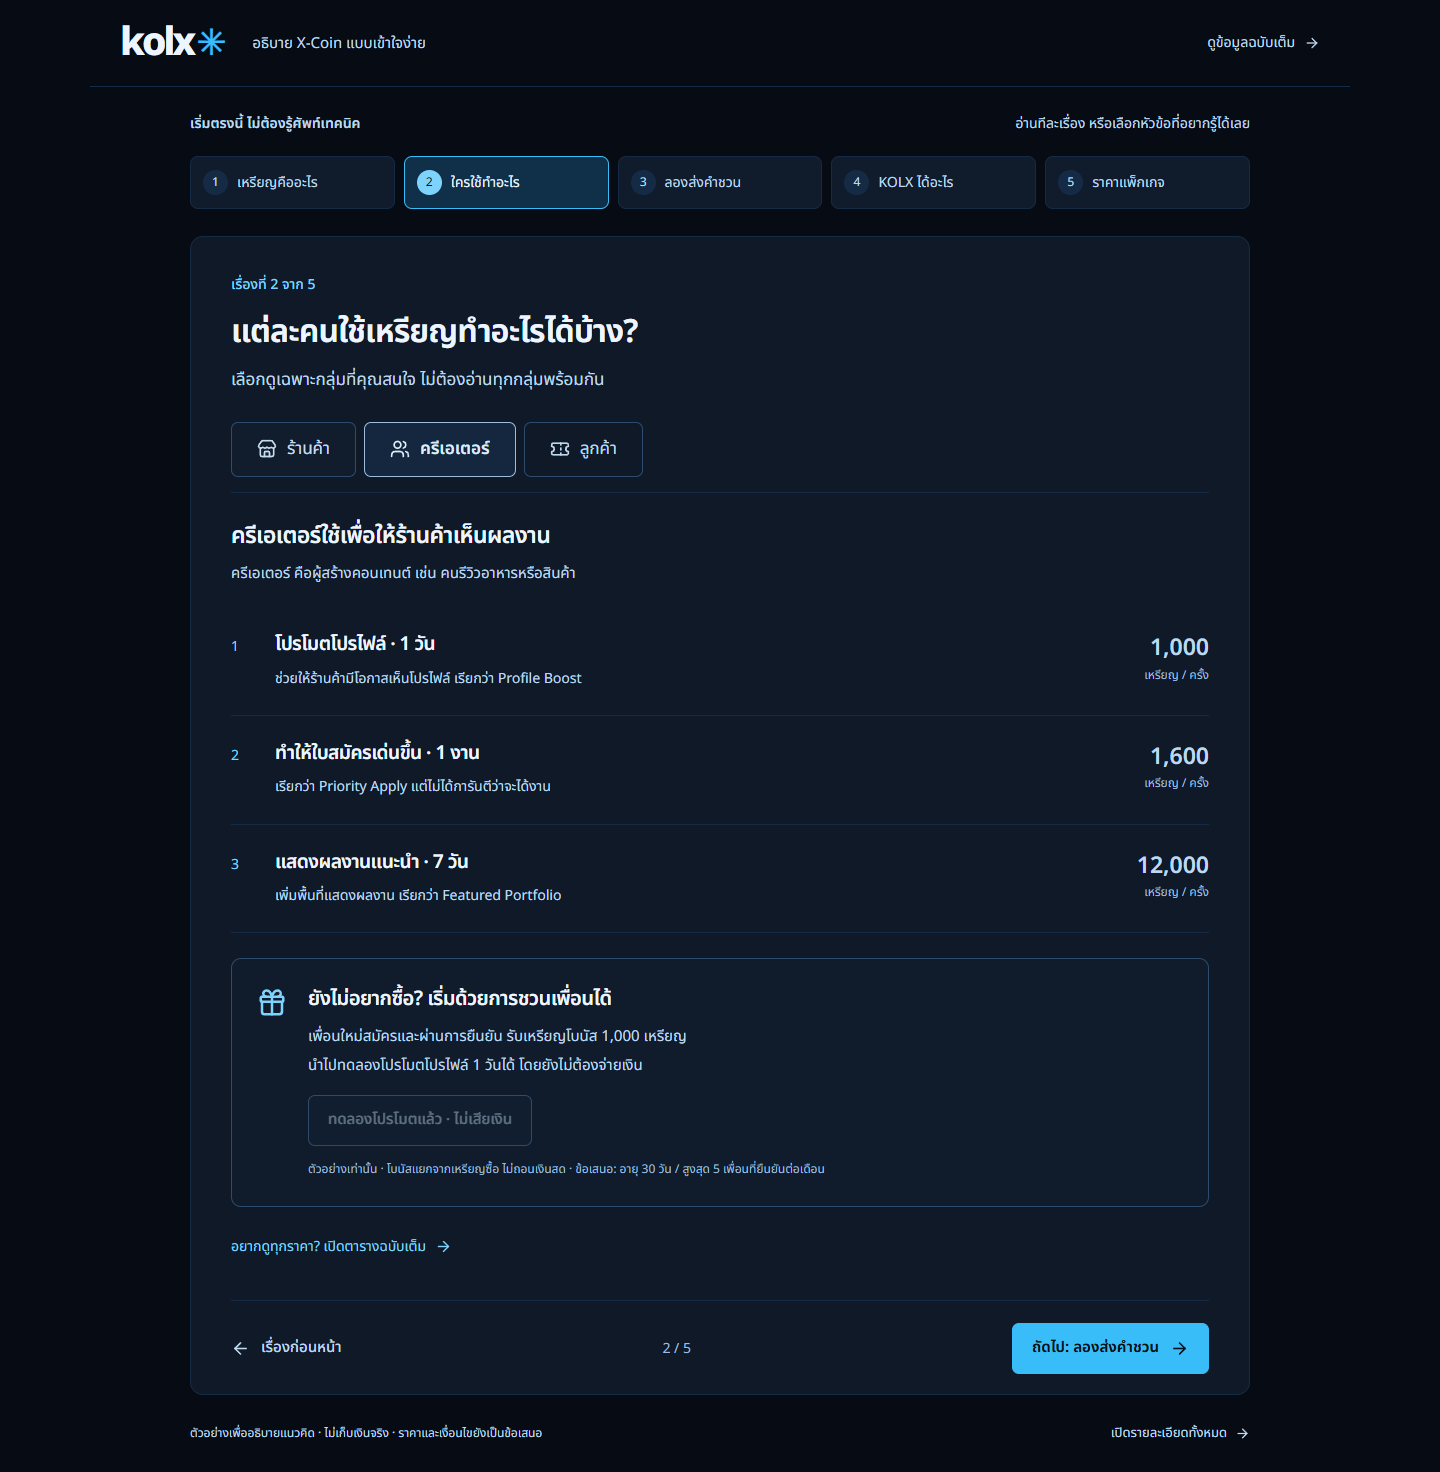 kolx
อธิบาย X-Coin แบบเข้าใจง่าย
ดูข้อมูลฉบับเต็ม
เริ่มตรงนี้ ไม่ต้องรู้ศัพท์เทคนิค
อ่านทีละเรื่อง หรือเลือกหัวข้อที่อยากรู้ได้เลย
1 เหรียญคืออะไร
2 ใครใช้ทำอะไร
3 ลองส่งคำชวน
4 KOLX ได้อะไร
5 ราคาแพ็กเกจ
เรื่องที่ 2 จาก 5
แต่ละคนใช้เหรียญทำอะไรได้บ้าง?
เลือกดูเฉพาะกลุ่มที่คุณสนใจ ไม่ต้องอ่านทุกกลุ่มพร้อมกัน
ร้านค้า
ครีเอเตอร์
ลูกค้า
ครีเอเตอร์ใช้เพื่อให้ร้านค้าเห็นผลงาน
ครีเอเตอร์ คือผู้สร้างคอนเทนต์ เช่น คนรีวิวอาหารหรือสินค้า
1 โปรโมตโปรไฟล์ · 1 วัน
ช่วยให้ร้านค้ามีโอกาสเห็นโปรไฟล์ เรียกว่า Profile Boost
1,000
เหรียญ / ครั้ง
2 ทำให้ใบสมัครเด่นขึ้น · 1 งาน
เรียกว่า Priority Apply แต่ไม่ได้การันตีว่าจะได้งาน
1,600
เหรียญ / ครั้ง
3 แสดงผลงานแนะนำ · 7 วัน
เพิ่มพื้นที่แสดงผลงาน เรียกว่า Featured Portfolio
12,000
เหรียญ / ครั้ง
ยังไม่อยากซื้อ? เริ่มด้วยการชวนเพื่อนได้
เพื่อนใหม่สมัครและผ่านการยืนยัน รับเหรียญโบนัส 1,000 เหรียญ
นำไปทดลองโปรโมตโปรไฟล์ 1 วันได้ โดยยังไม่ต้องจ่ายเงิน
ทดลองโปรโมตแล้ว · ไม่เสียเงิน
ตัวอย่างเท่านั้น · โบนัสแยกจากเหรียญซื้อ ไม่ถอนเงินสด · ข้อเสนอ: อายุ 30 วัน / สูงสุด 5 เพื่อนที่ยืนยันต่อเดือน
อยากดูทุกราคา? เปิดตารางฉบับเต็ม
เรื่องก่อนหน้า
2 / 5
ถัดไป: ลองส่งคำชวน
ตัวอย่างเพื่ออธิบายแนวคิด · ไม่เก็บเงินจริง · ราคาและเงื่อนไขยังเป็นข้อเสนอ
เปิดรายละเอียดทั้งหมด